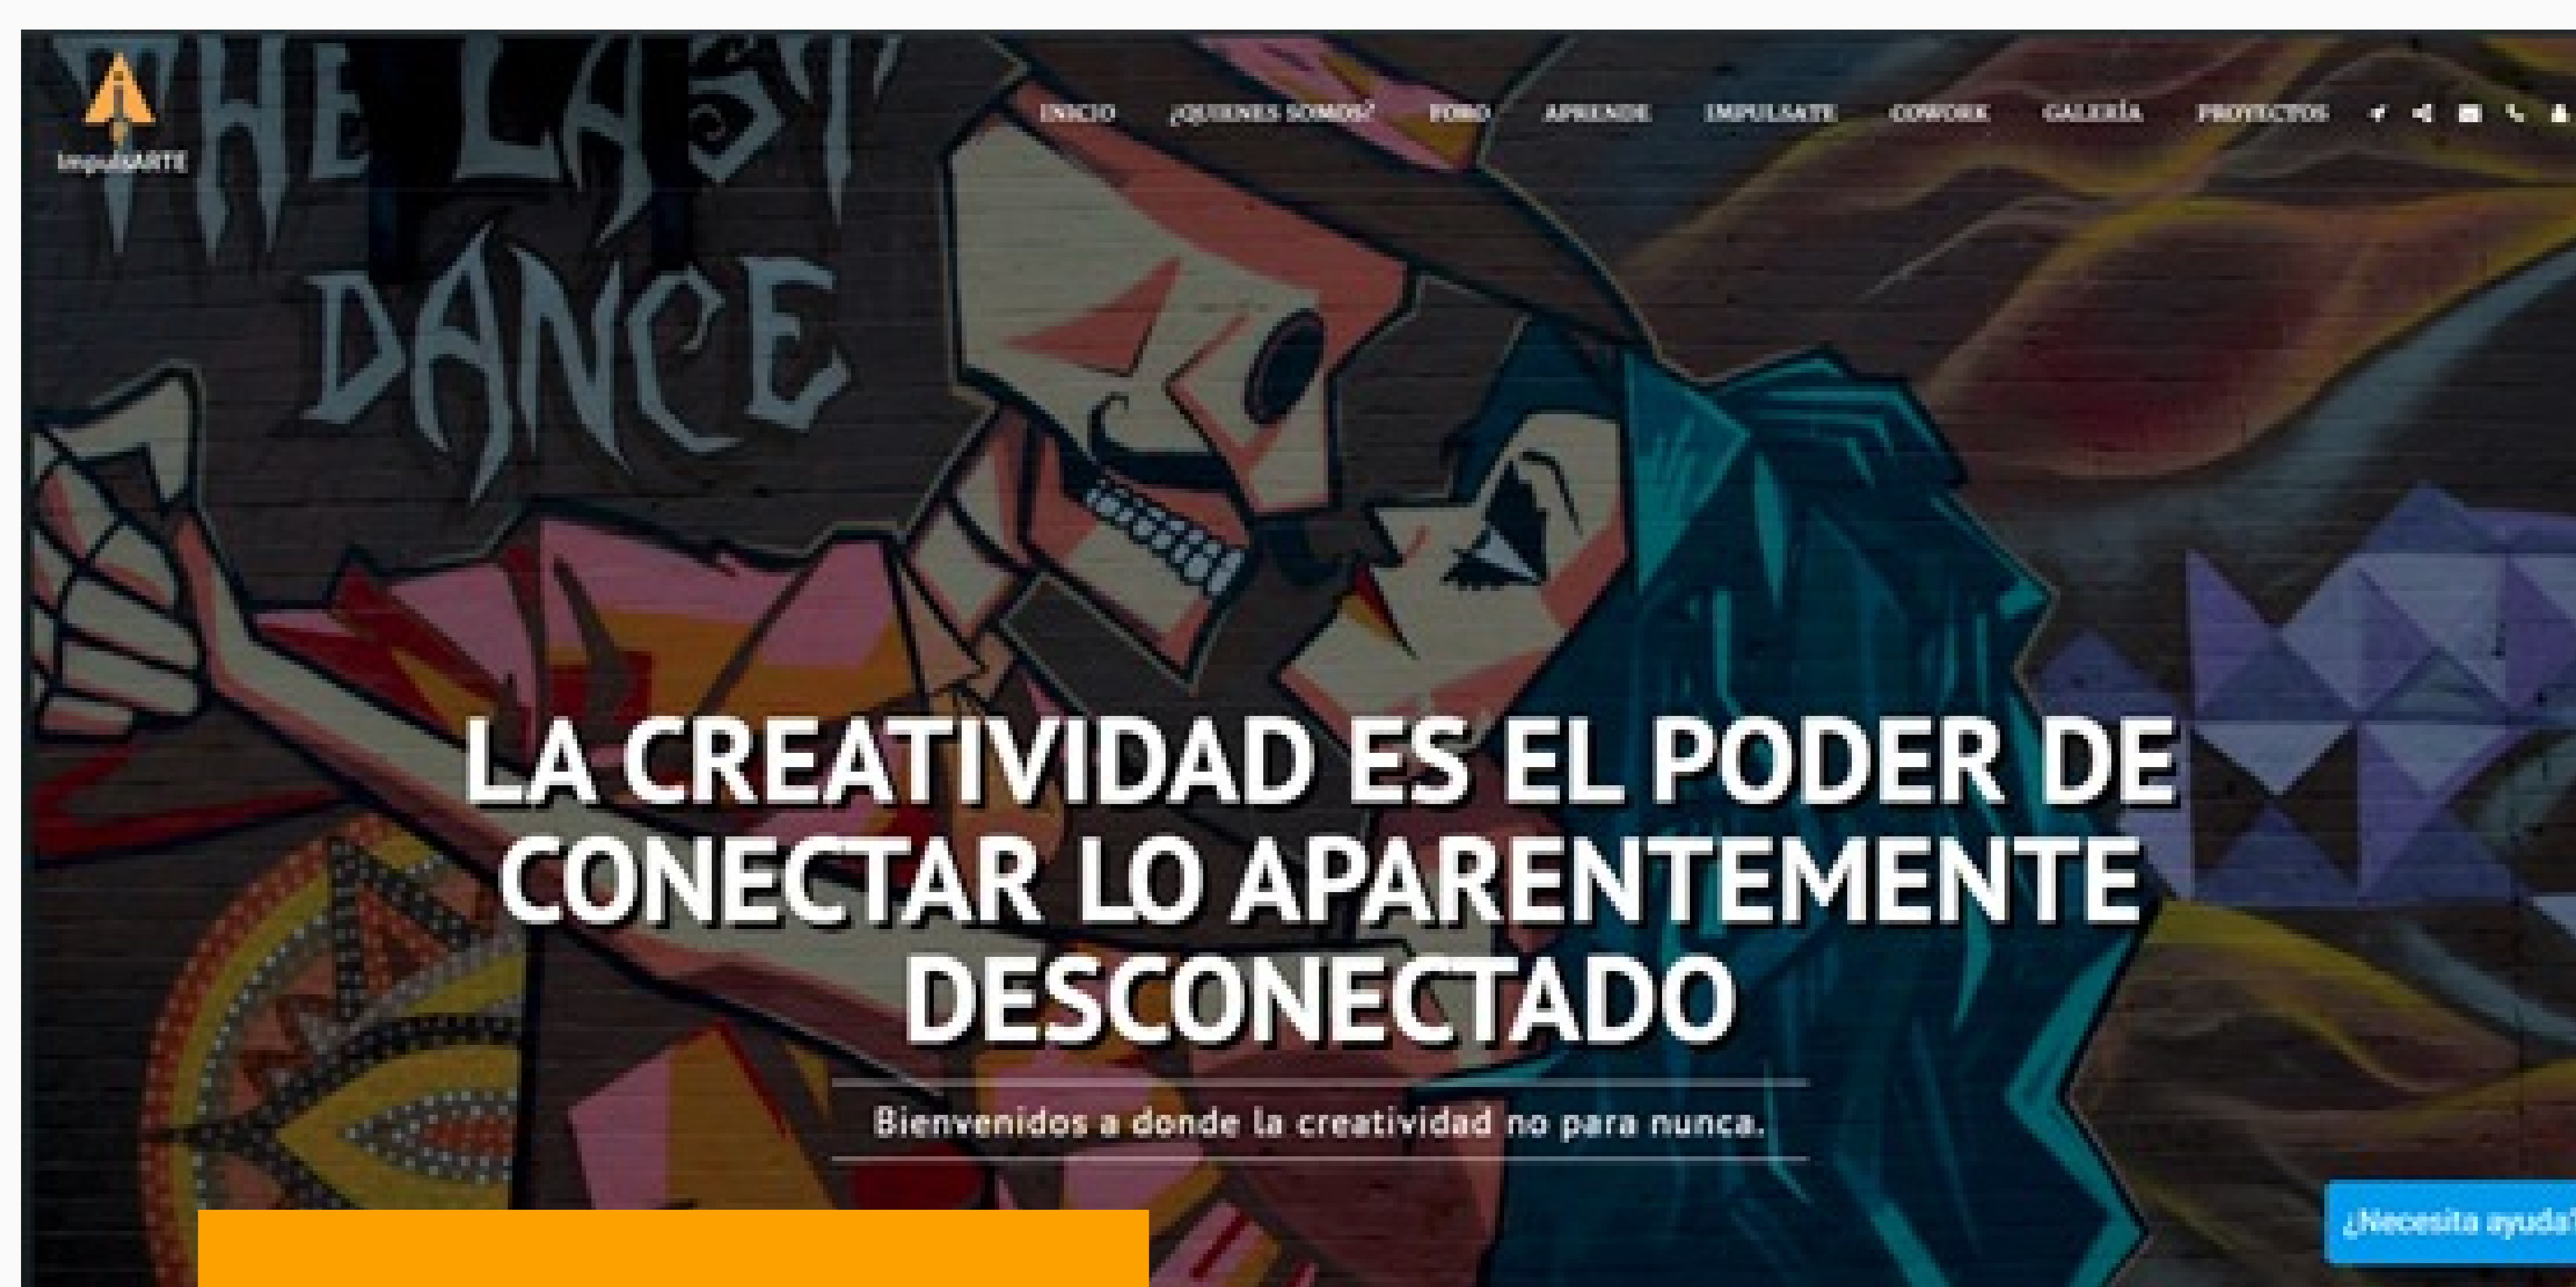 THE LAST
DANCE
ImpulsARTE
INICIO ¿QUIENES SOMOS? FORO APRENDE IMPULSATE COWORK GALERÍA PROYECTOS
LA CREATIVIDAD ES EL PODER DE
CONECTAR LO APARENTEMENTE
DESCONECTADO
Bienvenidos a donde la creatividad no para nunca.
¿Necesita ayuda?